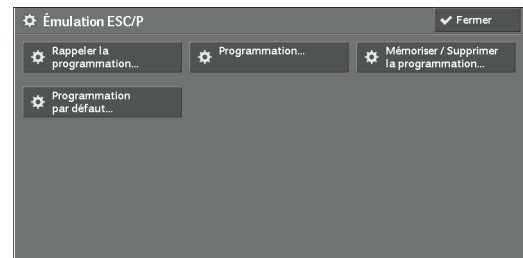 Émulation ESC/P
Fermer
Rappeler la
programmation...
Programmation...
Mémoriser / Supprimer
la programmation...
Programmation
par défaut...